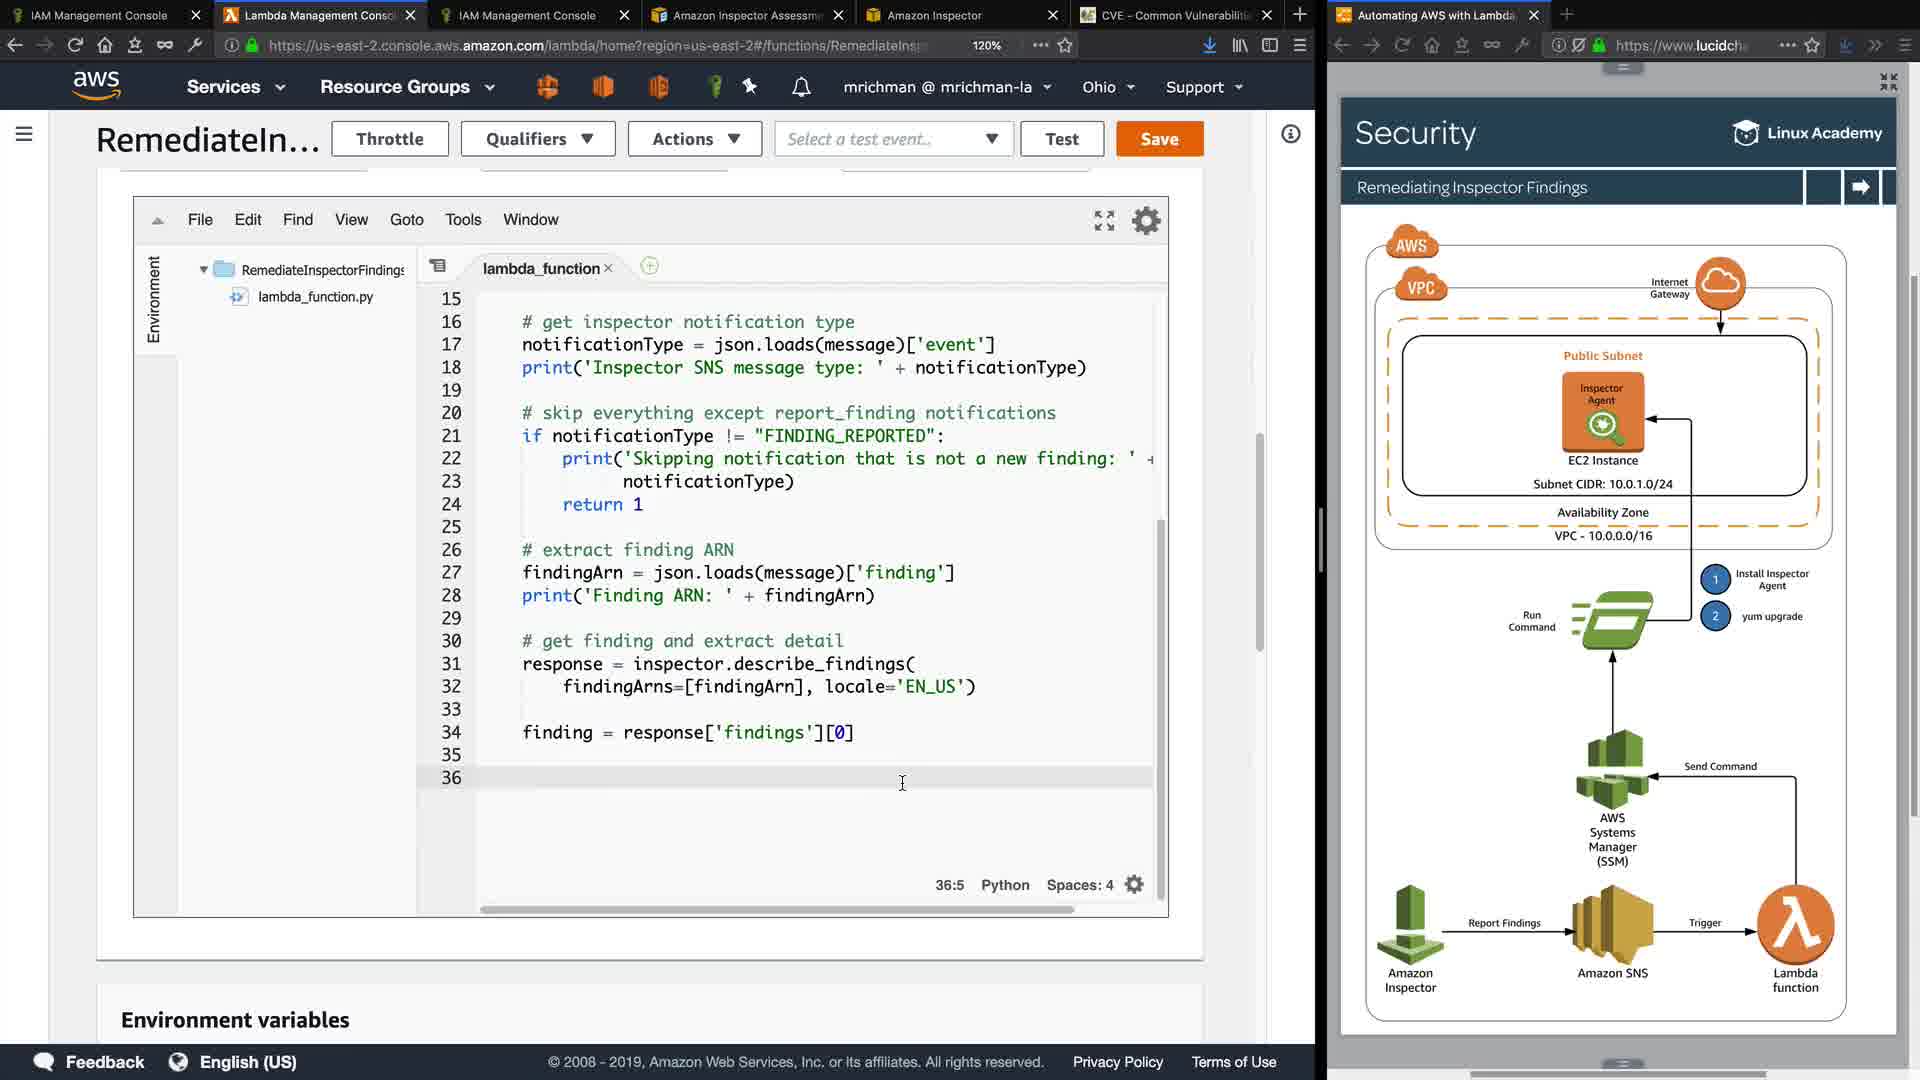 IAM Management Console
Lambda Management Conso
IAM Management Console
Amazon Inspector Assessm
Amazon Inspector
CVE - Common Vulnerabiliti
Automating AWS with Lambda
https://us-east-2.console.aws.amazon.com/lambda/home?region=us-east-2#/functions/RemediateInsp
120%
https://www.lucidch
aws
Services
Resource Groups
mrichman @ mrichman-la
Ohio
Support
RemediateIn...
Throttle
Qualifiers
Actions
Select a test event..
Test
Save
File Edit Find View Goto Tools Window
Environment
RemediateInspectorFindings
lambda_function.py
lambda_function
15
16 # get inspector notification type
17 notificationType = json.loads(message)['event']
18 print('Inspector SNS message type: ' + notificationType)
19
20 # skip everything except report_finding notifications
21 if notificationType != "FINDING_REPORTED":
22 print('Skipping notification that is not a new finding: ' +
23 notificationType)
24 return 1
25
26 # extract finding ARN
27 findingArn = json.loads(message)['finding']
28 print('Finding ARN: ' + findingArn)
29
30 # get finding and extract detail
31 response = inspector.describe_findings(
32 findingArns=[findingArn], locale='EN_US')
33
34 finding = response['findings'][0]
35
36
36:5 Python Spaces: 4
Environment variables
Feedback
English (US)
© 2008 - 2019, Amazon Web Services, Inc. or its affiliates. All rights reserved.
Privacy Policy
Terms of Use
Security
Linux Academy
Remediating Inspector Findings
AWS
VPC
Internet
Gateway
Public Subnet
Inspector
Agent
EC2 Instance
Subnet CIDR: 10.0.1.0/24
Availability Zone
VPC - 10.0.0.0/16
1 Install Inspector
Agent
2 yum upgrade
Run
Command
Send Command
AWS
Systems
Manager
(SSM)
Report Findings
Trigger
Amazon
Inspector
Amazon SNS
Lambda
function